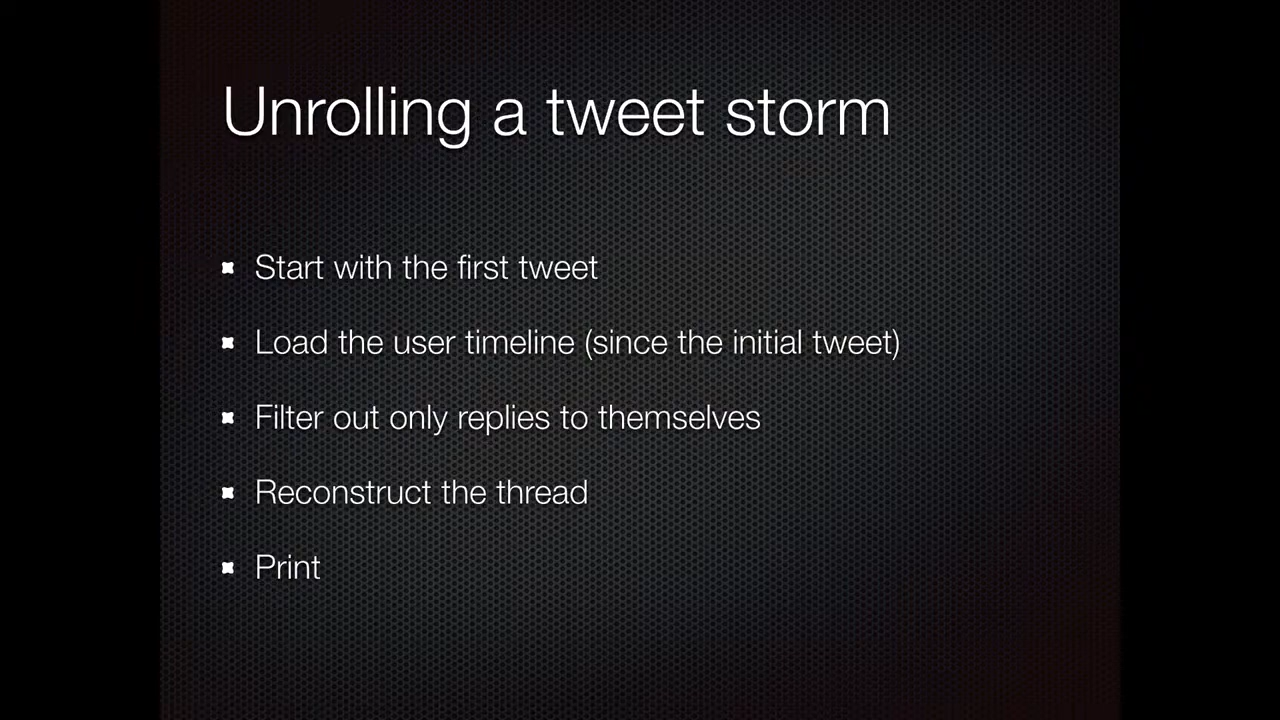 Unrolling a tweet storm
Start with the first tweet
Load the user timeline (since the initial tweet)
Filter out only replies to themselves
Reconstruct the thread
Print